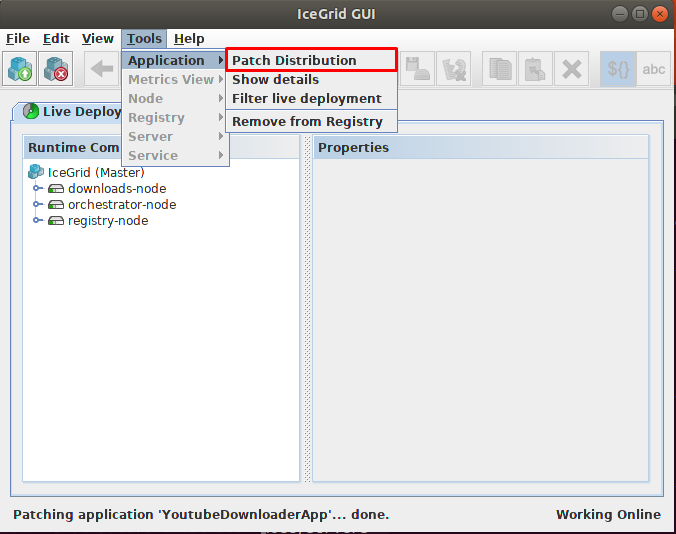 IceGrid GUI
File Edit View Tools Help
Application
Metrics View
Node
Registry
Server
Service
Patch Distribution
Show details
Filter live deployment
Remove from Registry
${}
abc
Live Deploy
Runtime Com
IceGrid (Master)
downloads-node
orchestrator-node
registry-node
Properties
Patching application 'YoutubeDownloaderApp'... done.
Working Online